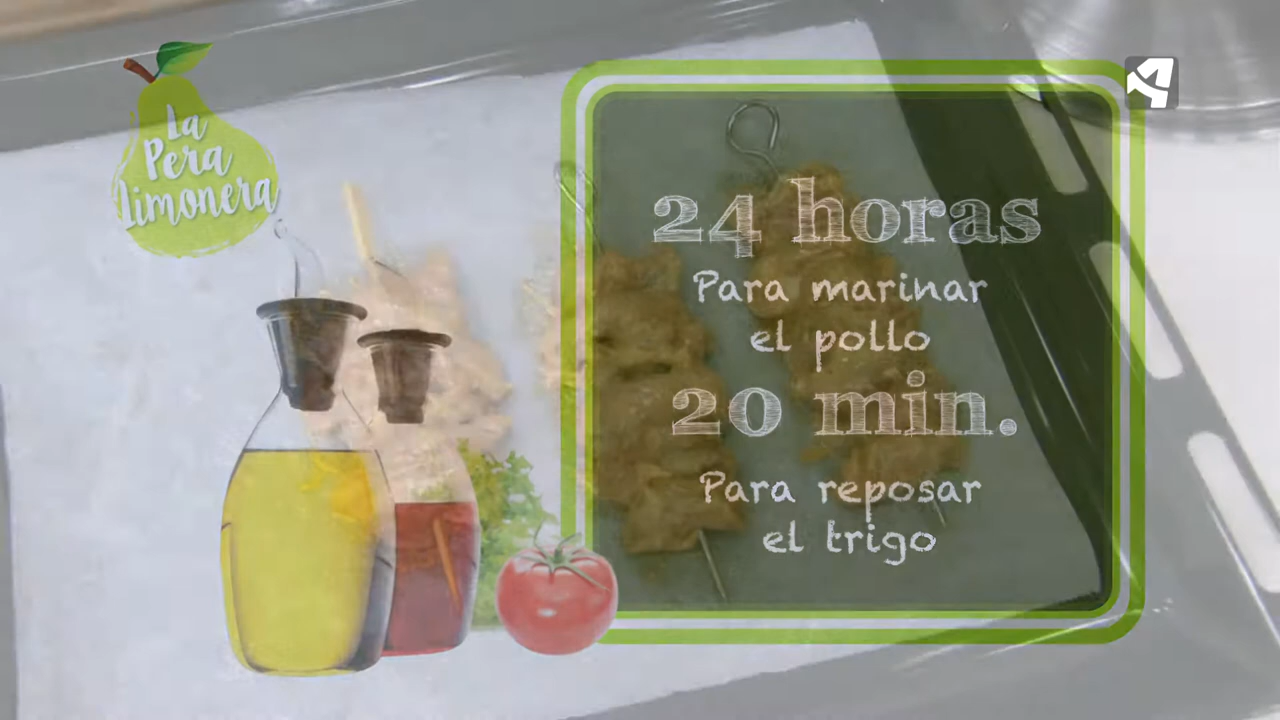 La
Pera
Limonera
24 horas
Para marinar
el pollo
20 min.
Para reposar
el trigo